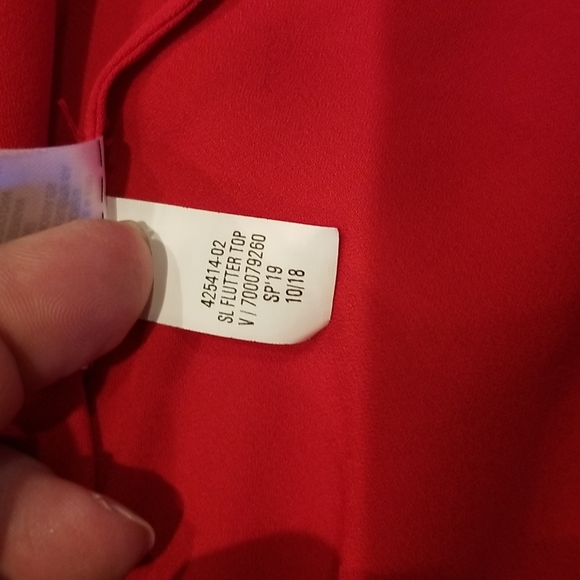 425414-02
SL FLUTTER TOP
V / 700079260
SP'19
10/18